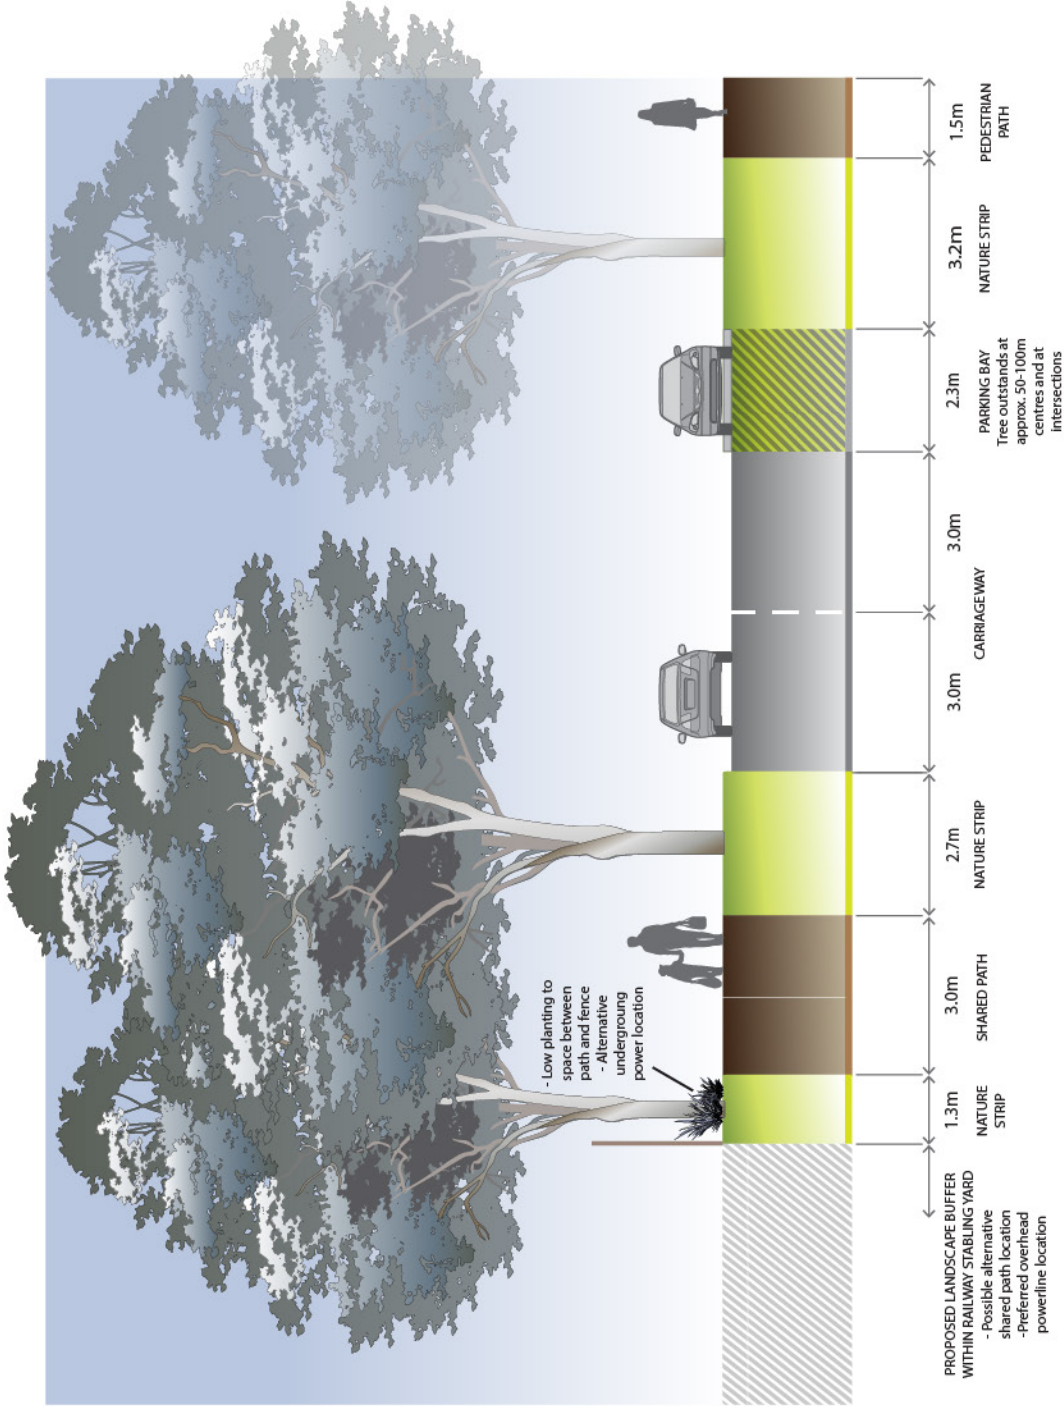 - Low planting to
space between
path and fence
- Alternative
undergroung
power location
1.3m
3.0m
2.7m
3.0m
3.0m
2.3m
3.2m
1.5m
PROPOSED LANDSCAPE BUFFER
WITHIN RAILWAY STABLING YARD
- Possible alternative
shared path location
-Preferred overhead
powerline location
NATURE
STRIP
SHARED PATH
NATURE STRIP
CARRIAGEWAY
PARKING BAY
Tree outstands at
approx. 50-100m
centres and at
intersections
NATURE STRIP
PEDESTRIAN
PATH